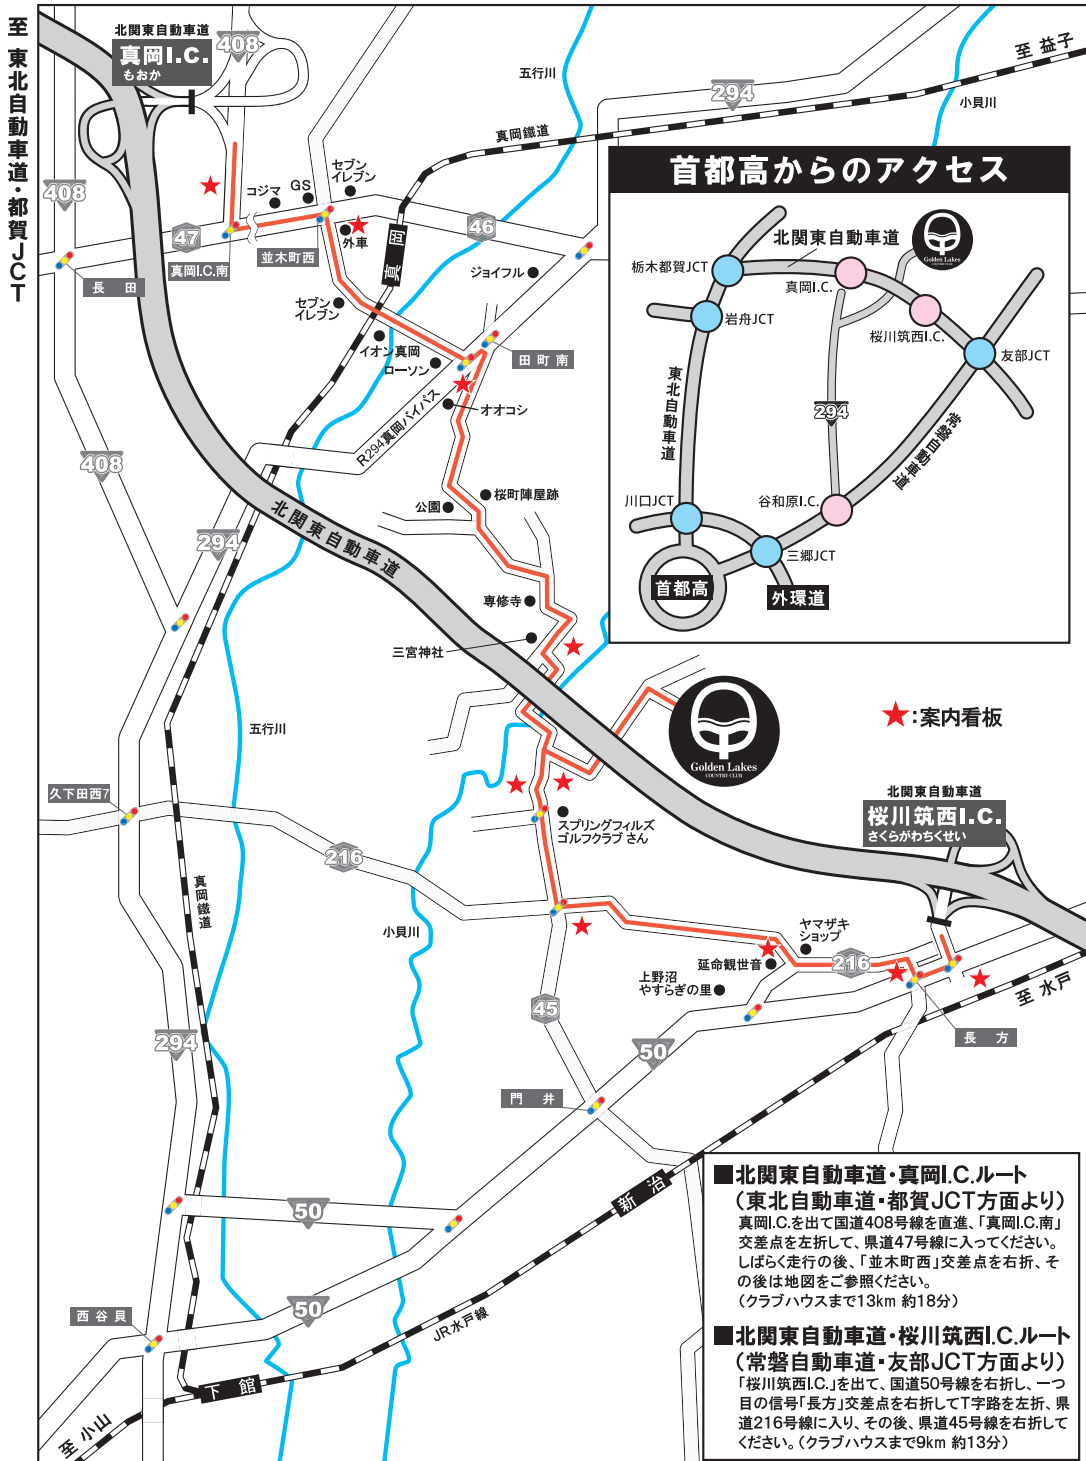 至 東北自動車道・都賀JCT
北関東自動車道
真岡I.C.
もおか
408
五行川
至 益子
294
小貝川
真岡鐵道
セブン
イレブン
GS
コジマ
408
47
46
外車
真岡
真岡I.C.南
並木町西
長 田
ジョイフル
セブン
イレブン
イオン真岡
ローソン
田町南
オオコシ
R294真岡バイパス
408
桜町陣屋跡
公園
北関東自動車道
294
専修寺
三宮神社
首都高からのアクセス
北関東自動車道
Golden Lakes
COUNTRY CLUB
栃木都賀JCT
真岡I.C.
岩舟JCT
桜川筑西I.C.
友部JCT
東北自動車道
294
常磐自動車道
川口JCT
谷和原I.C.
三郷JCT
首都高
外環道
★:案内看板
五行川
Golden Lakes
COUNTRY CLUB
久下田西7
北関東自動車道
桜川筑西I.C.
さくらがわちくせい
スプリングフィルズ
ゴルフクラブ さん
216
真岡鐵道
小貝川
ヤマザキ
ショップ
延命観世音
216
上野沼
やすらぎの里
至 水戸
45
長 方
294
50
門 井
新 治
50
50
西谷貝
JR水戸線
下 館
至 小山
■北関東自動車道・真岡I.C.ルート
(東北自動車道・都賀JCT方面より)
真岡I.C.を出て国道408号線を直進、「真岡I.C.南」
交差点を左折して、県道47号線に入ってください。
しばらく走行の後、「並木町西」交差点を右折、そ
の後は地図をご参照ください。
(クラブハウスまで13km 約18分)
■北関東自動車道・桜川筑西I.C.ルート
(常磐自動車道・友部JCT方面より)
「桜川筑西I.C.」を出て、国道50号線を右折し、一つ
目の信号「長方」交差点を右折してT字路を左折、県
道216号線に入り、その後、県道45号線を右折して
ください。(クラブハウスまで9km 約13分)